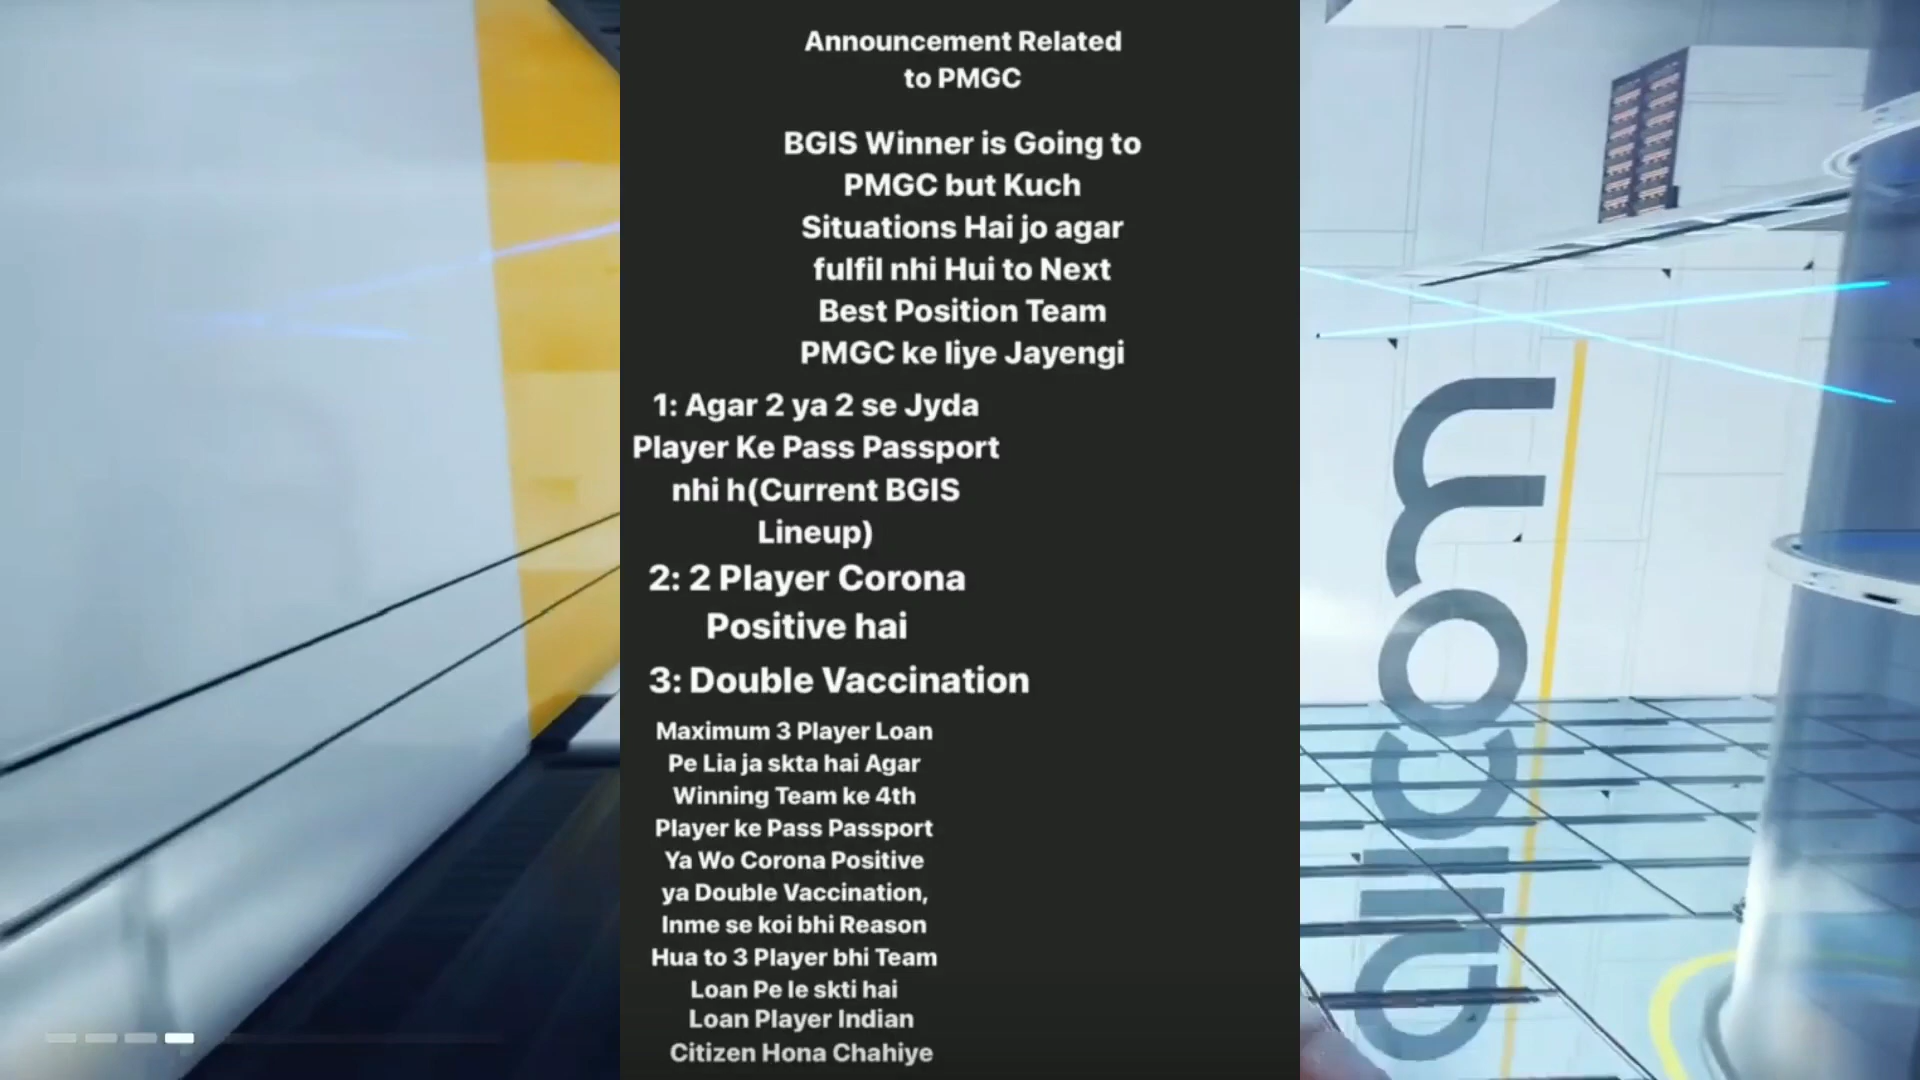 Announcement Related
to PMGC
BGIS Winner is Going to
PMGC but Kuch
Situations Hai jo agar
fulfil nhi Hui to Next
Best Position Team
PMGC ke liye Jayengi
1: Agar 2 ya 2 se Jyda
Player Ke Pass Passport
nhi h(Current BGIS
Lineup)
2: 2 Player Corona
Positive hai
3: Double Vaccination
Maximum 3 Player Loan
Pe Lia ja skta hai Agar
Winning Team ke 4th
Player ke Pass Passport
Ya Wo Corona Positive
ya Double Vaccination,
Inme se koi bhi Reason
Hua to 3 Player bhi Team
Loan Pe le skti hai
Loan Player Indian
Citizen Hona Chahiye